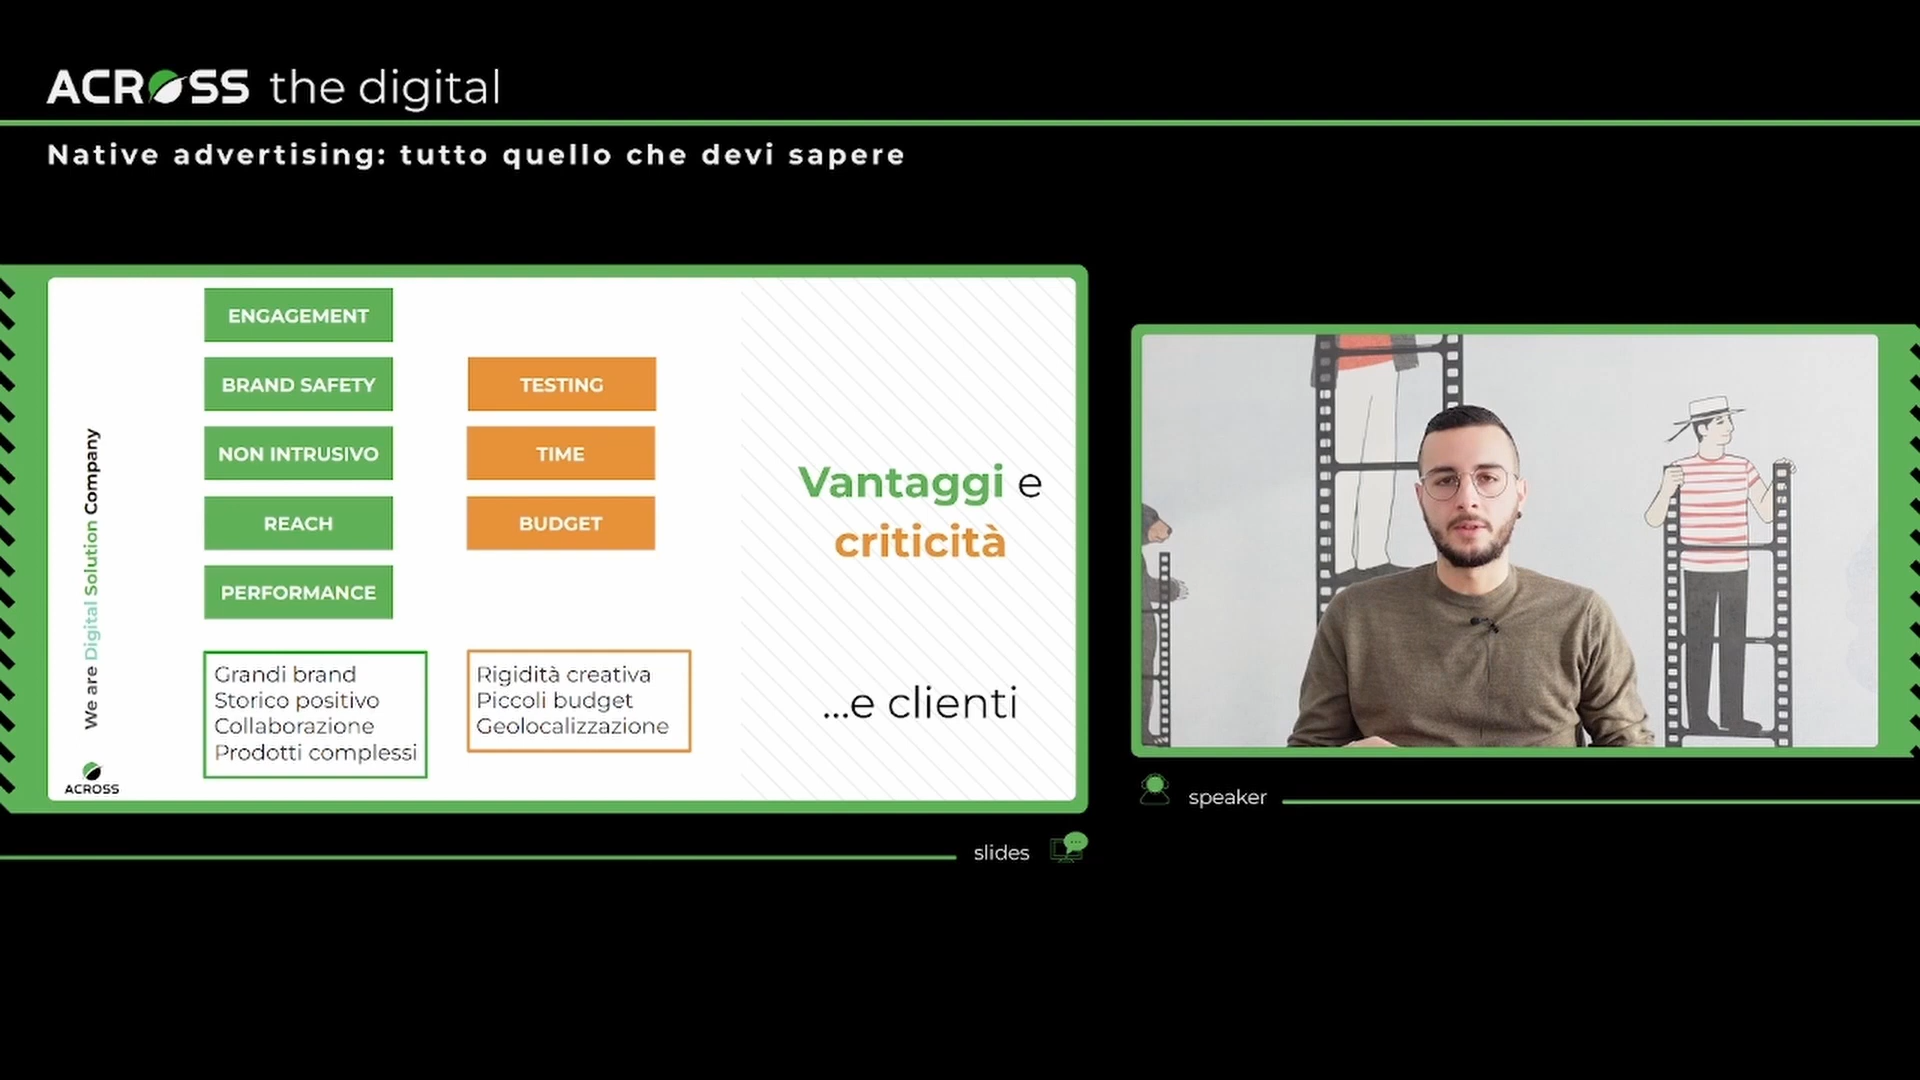 ACROSS the digital
Native advertising: tutto quello che devi sapere
We are Digital Solution Company
ACROSS
ENGAGEMENT
BRAND SAFETY
NON INTRUSIVO
REACH
PERFORMANCE
TESTING
TIME
BUDGET
Grandi brand
Storico positivo
Collaborazione
Prodotti complessi
Rigidità creativa
Piccoli budget
Geolocalizzazione
Vantaggi e
criticità
...e clienti
slides
speaker